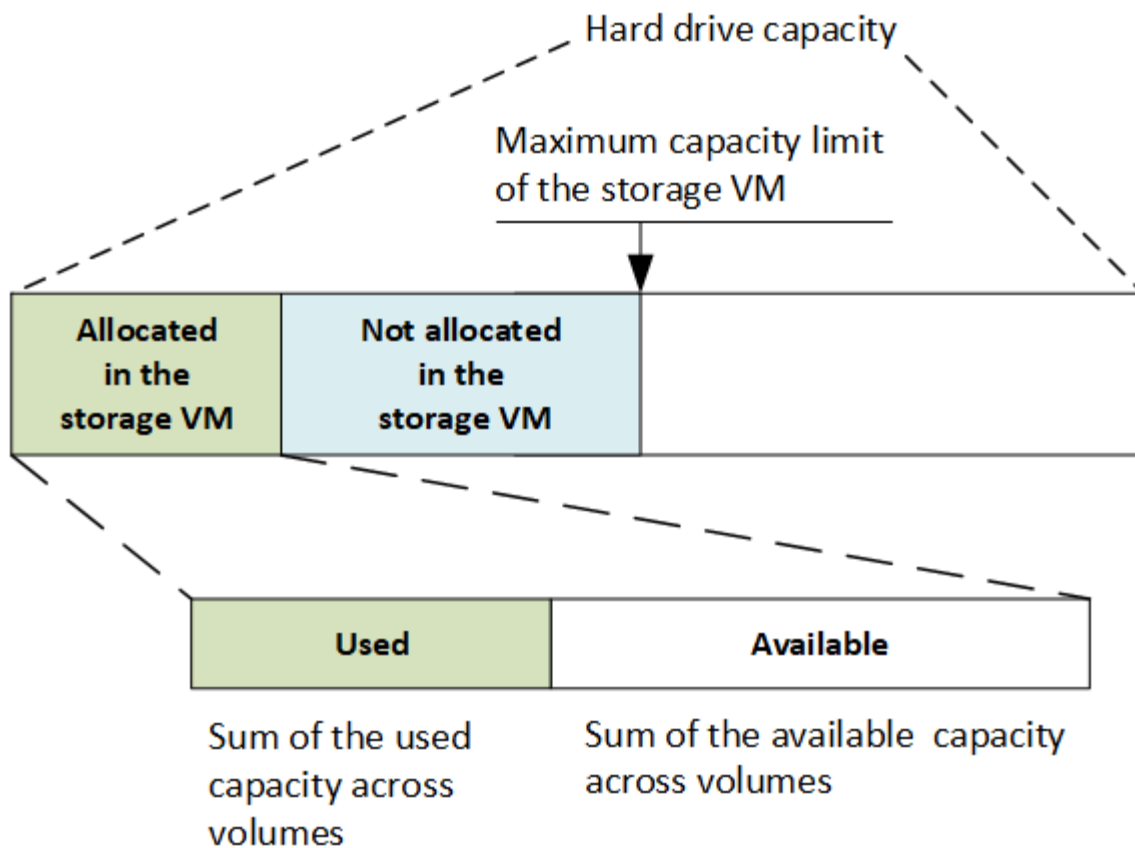 Hard drive capacity
Maximum capacity limit
of the storage VM
Allocated
in the
storage VM
Not allocated
in the
storage VM
Used
Available
Sum of the used
capacity across
volumes
Sum of the available capacity
across volumes